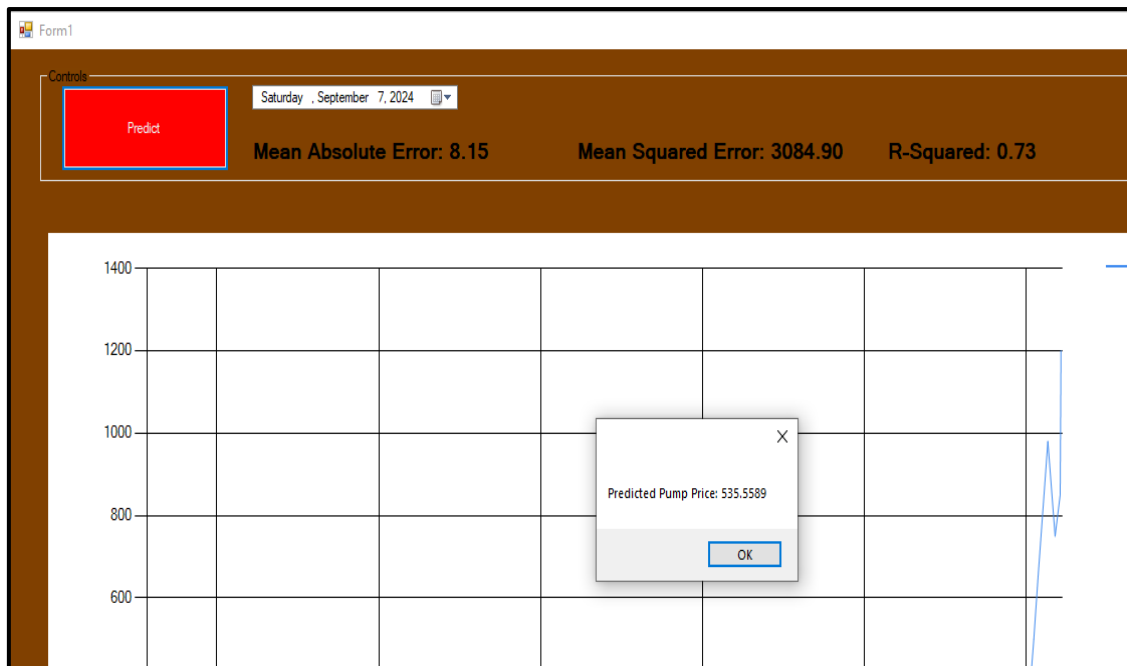 Form1
Controls
Predict
Saturday , September 7, 2024
Mean Absolute Error: 8.15
Mean Squared Error: 3084.90
R-Squared: 0.73
1400
1200
1000
800
600
Predicted Pump Price: 535.5589
OK